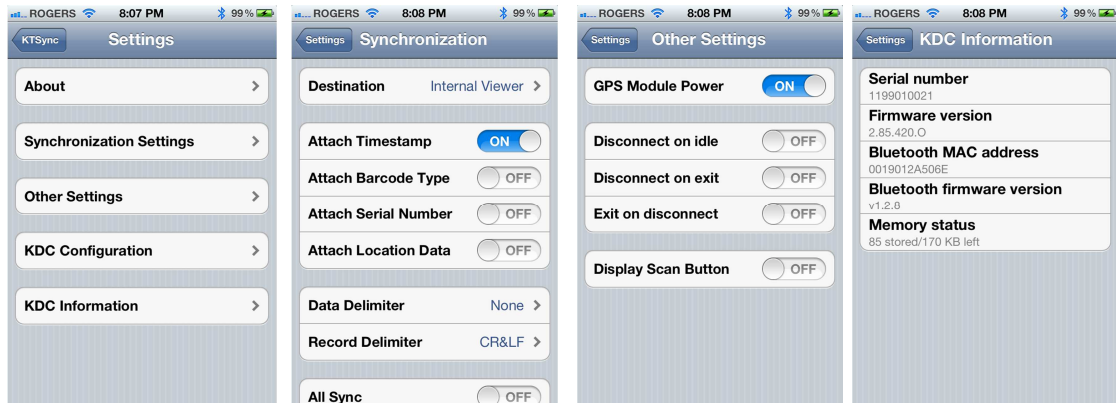 ROGERS 8:07 PM 99%
KTSync Settings
About
Synchronization Settings
Other Settings
KDC Configuration
KDC Information
ROGERS 8:08 PM 99%
Settings Synchronization
Destination Internal Viewer
Attach Timestamp ON
Attach Barcode Type OFF
Attach Serial Number OFF
Attach Location Data OFF
Data Delimiter None
Record Delimiter CR&LF
All Sync OFF
ROGERS 8:08 PM 99%
Settings Other Settings
GPS Module Power ON
Disconnect on idle OFF
Disconnect on exit OFF
Exit on disconnect OFF
Display Scan Button OFF
ROGERS 8:08 PM 99%
Settings KDC Information
Serial number
1199010021
Firmware version
2.85.420.O
Bluetooth MAC address
0019012A506E
Bluetooth firmware version
v1.2.6
Memory status
85 stored/170 KB left